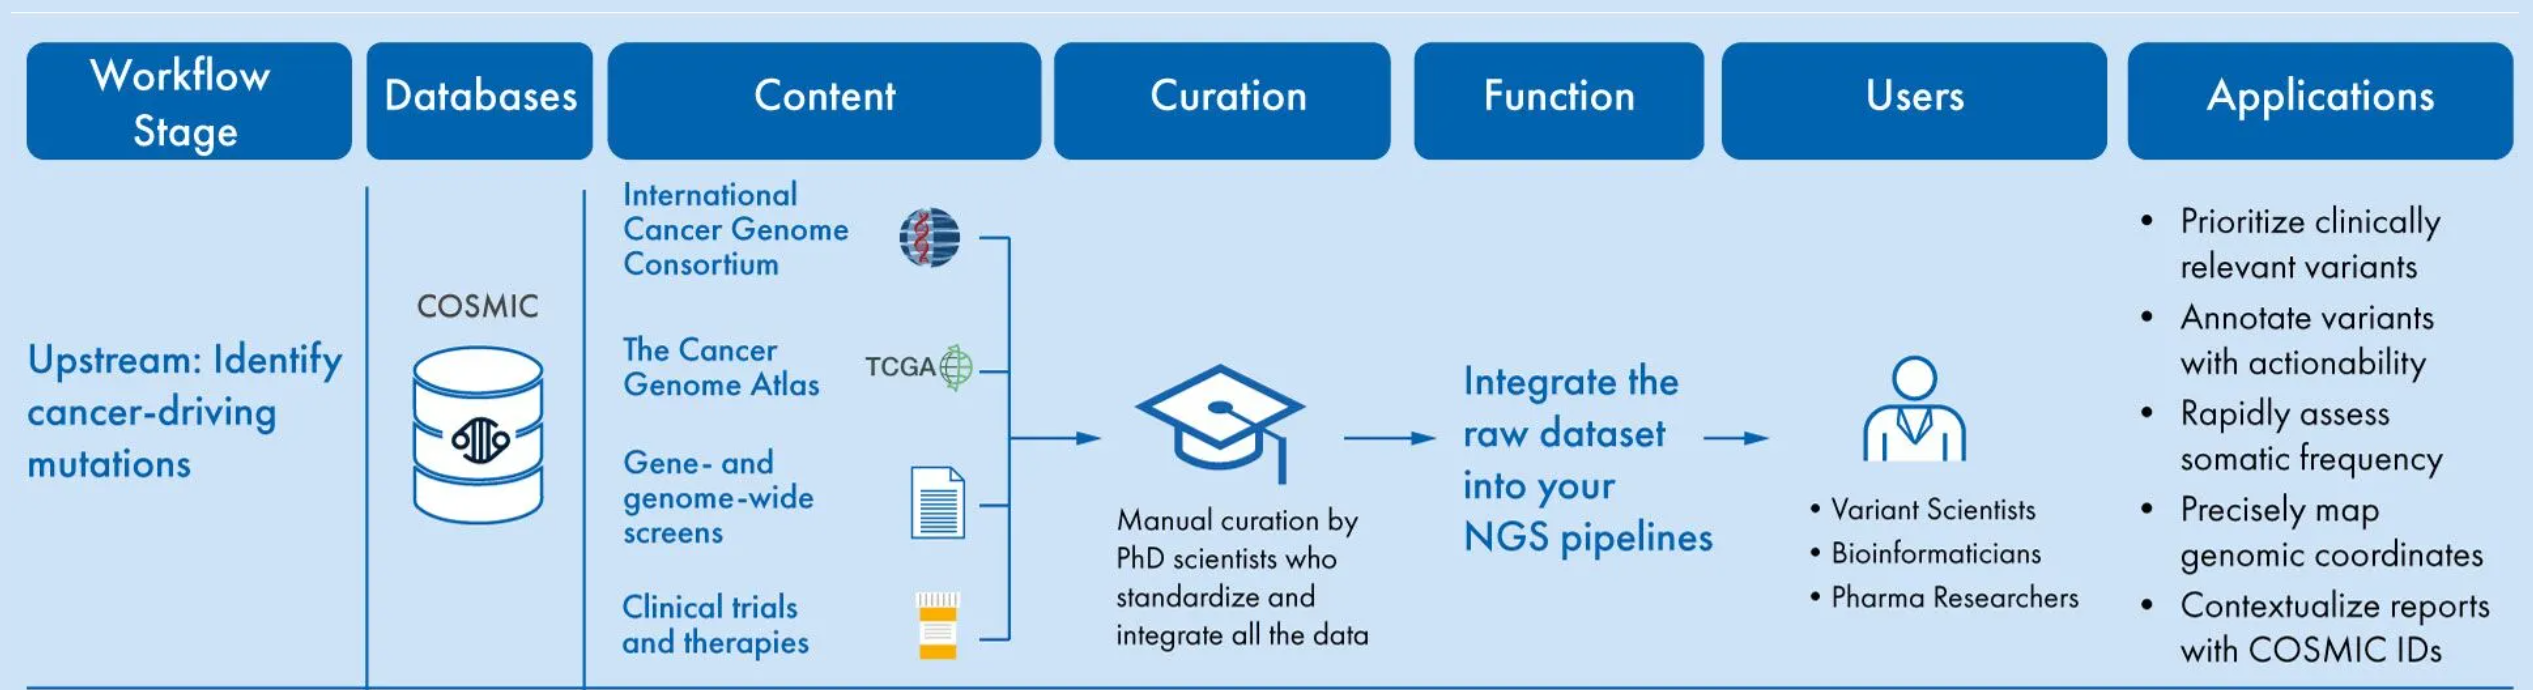 Workflow
Stage
Databases
Content
Curation
Function
Users
Applications
Upstream: Identify
cancer-driving
mutations
COSMIC
International
Cancer Genome
Consortium
The Cancer
Genome Atlas
TCGA
Gene- and
genome-wide
screens
Clinical trials
and therapies
Manual curation by
PhD scientists who
standardize and
integrate all the data
Integrate the
raw dataset
into your
NGS pipelines
• Variant Scientists
• Bioinformaticians
• Pharma Researchers
• Prioritize clinically
relevant variants
• Annotate variants
with actionability
• Rapidly assess
somatic frequency
• Precisely map
genomic coordinates
• Contextualize reports
with COSMIC IDs